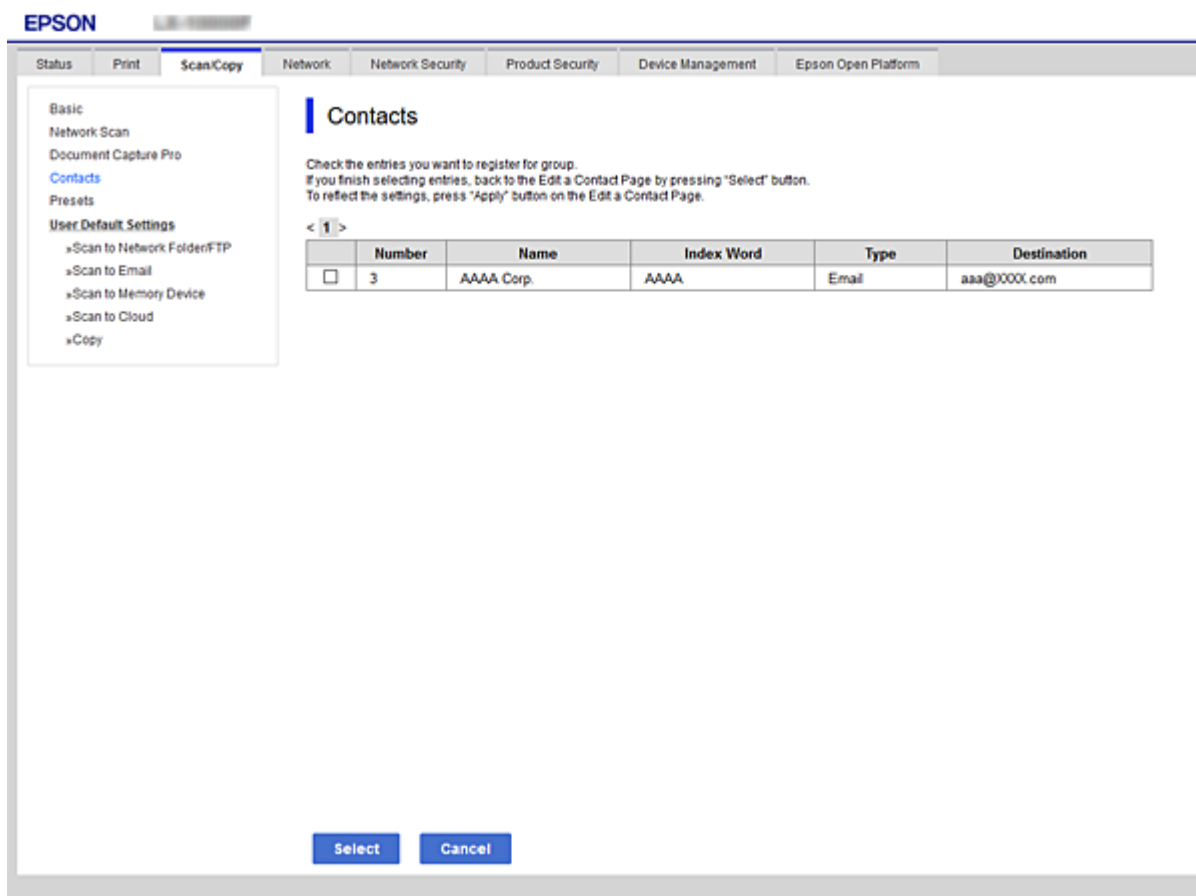 EPSON
Status Print Scan/Copy Network Network Security Product Security Device Management Epson Open Platform
Basic
Network Scan
Document Capture Pro
Contacts
Presets
User Default Settings
»Scan to Network Folder/FTP
»Scan to Email
»Scan to Memory Device
»Scan to Cloud
»Copy
Contacts
Check the entries you want to register for group.
If you finish selecting entries, back to the Edit a Contact Page by pressing "Select" button.
To reflect the settings, press "Apply" button on the Edit a Contact Page.
< 1 >
Number Name Index Word Type Destination
3 AAAA Corp. AAAA Email aaa@XXXX.com
Select Cancel